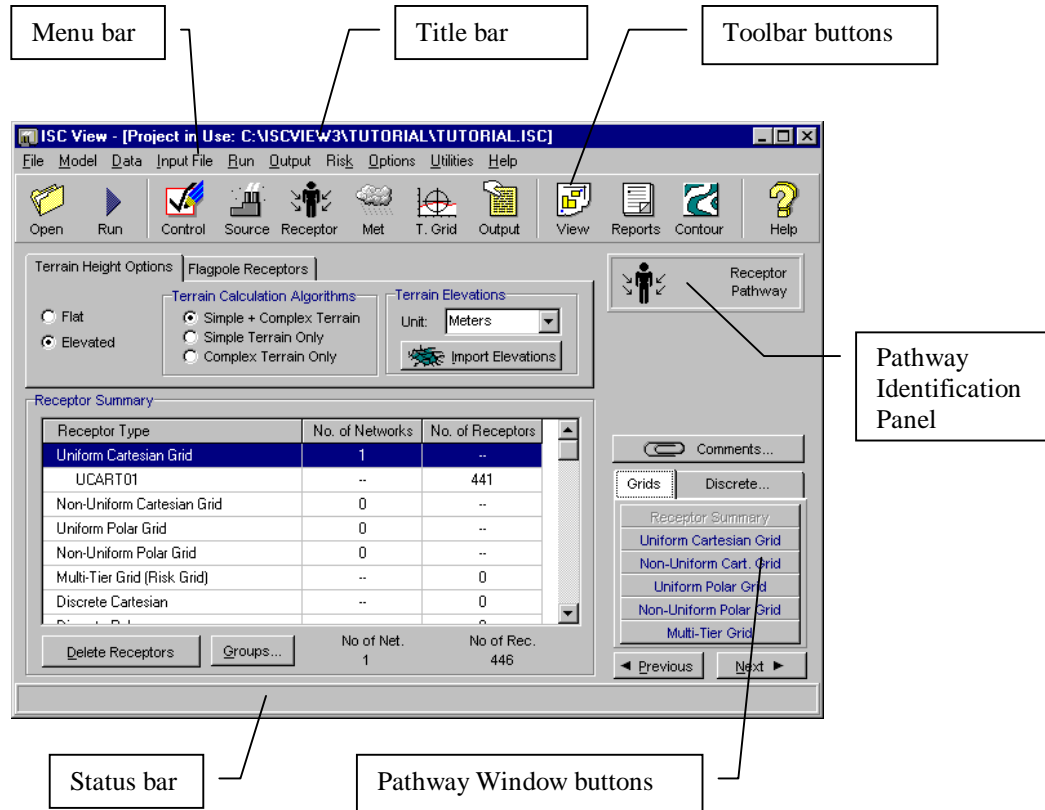 Menu bar
Title bar
Toolbar buttons
ISC View - [Project in Use: C:\ISCVIEW3\TUTORIAL\TUTORIAL.ISC]
File Model Data Input File Run Output Risk Options Utilities Help
Open Run Control Source Receptor Met T. Grid Output View Reports Contour Help
Terrain Height Options Flagpole Receptors
Flat
Elevated
Terrain Calculation Algorithms
Simple + Complex Terrain
Simple Terrain Only
Complex Terrain Only
Terrain Elevations
Unit: Meters
Import Elevations
Receptor
Pathway
Pathway
Identification
Panel
Receptor Summary
Receptor Type No. of Networks No. of Receptors
Uniform Cartesian Grid 1 --
UCART01 -- 441
Non-Uniform Cartesian Grid 0 --
Uniform Polar Grid 0 --
Non-Uniform Polar Grid 0 --
Multi-Tier Grid (Risk Grid) -- 0
Discrete Cartesian -- 0
Delete Receptors Groups...
No of Net. No of Rec.
1 446
Comments...
Grids Discrete...
Receptor Summary
Uniform Cartesian Grid
Non-Uniform Cart. Grid
Uniform Polar Grid
Non-Uniform Polar Grid
Multi-Tier Grid
Previous Next
Status bar
Pathway Window buttons